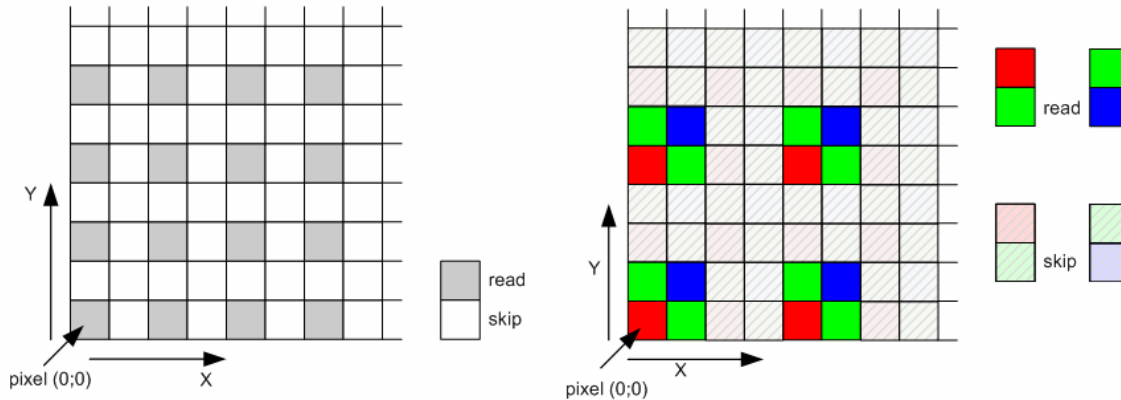 Y
read
skip
X
pixel (0;0)
read
skip
Y
X
pixel (0;0)